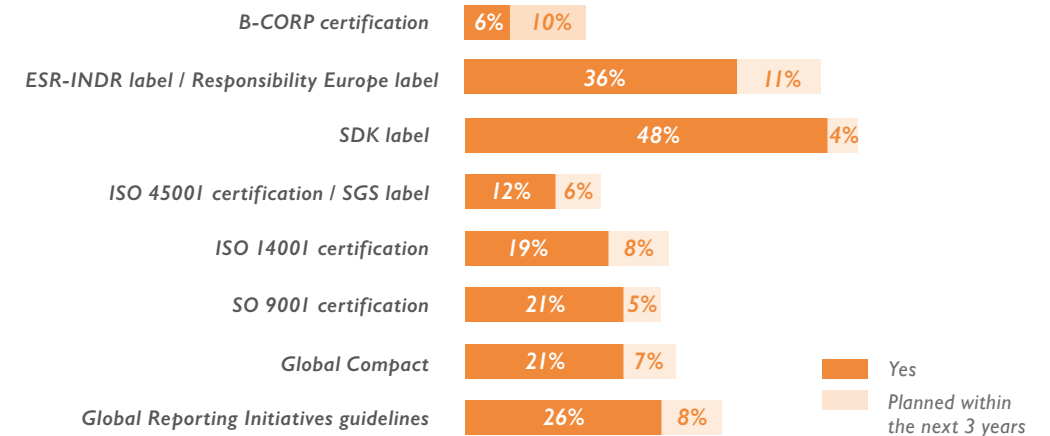 B-CORP certification 6% 10%
ESR-INDR label / Responsibility Europe label 36% 11%
SDK label 48% 4%
ISO 45001 certification / SGS label 12% 6%
ISO 14001 certification 19% 8%
SO 9001 certification 21% 5%
Global Compact 21% 7%
Global Reporting Initiatives guidelines 26% 8%
Yes
Planned within
the next 3 years